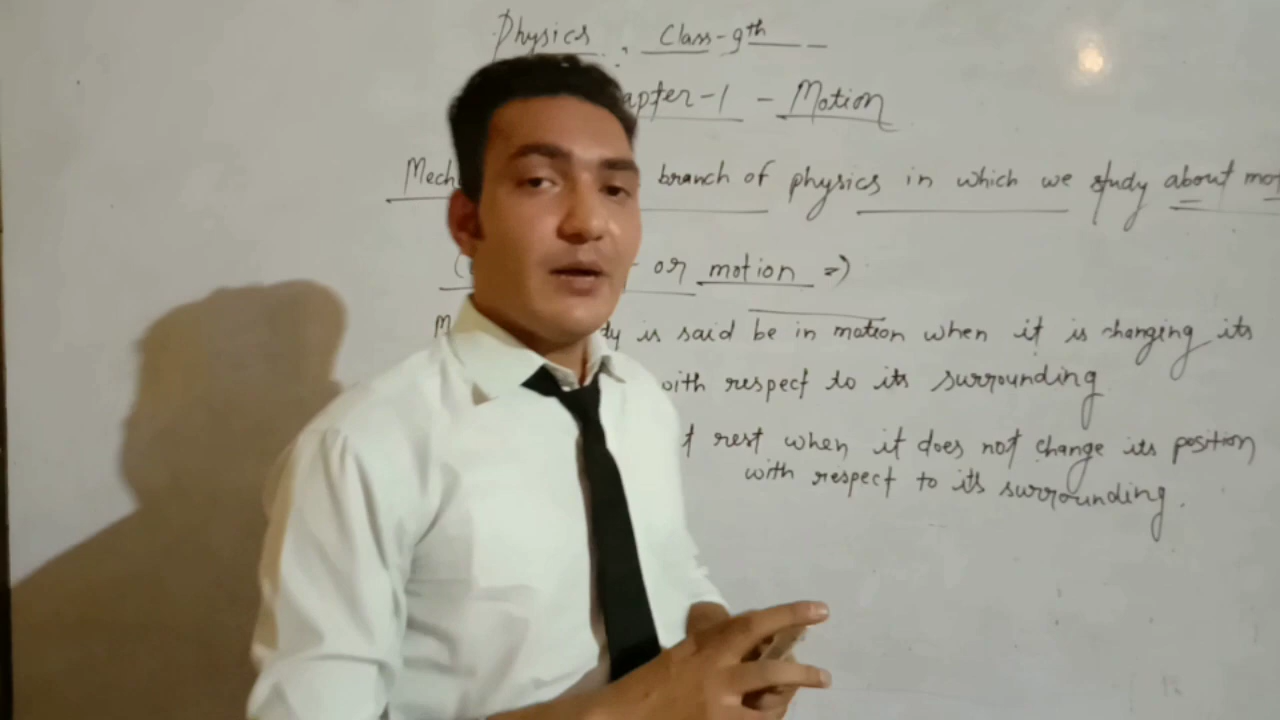 Physics : Class-9th
apter-1 - Motion
Mech branch of physics in which we study about mot
or motion =)
M dy is said be in motion when it is changing its
with respect to its surrounding
t rest when it does not change its position
with respect to its surrounding.